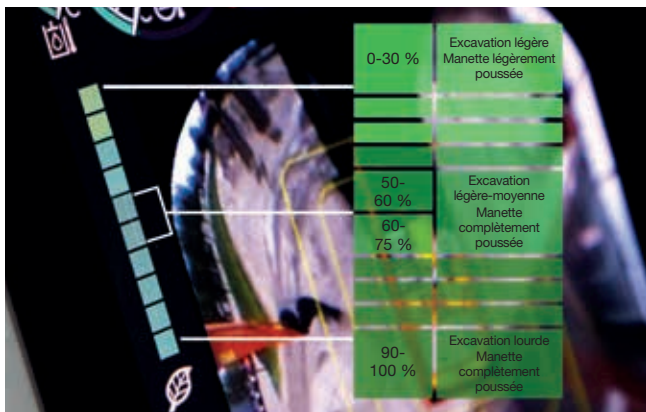 0-30 %
Excavation légère
Manette légèrement
poussée
50-
60 %
60-
75 %
Excavation
légère-moyenne
Manette
complètement
poussée
90-
100 %
Excavation lourde
Manette
complètement
poussée